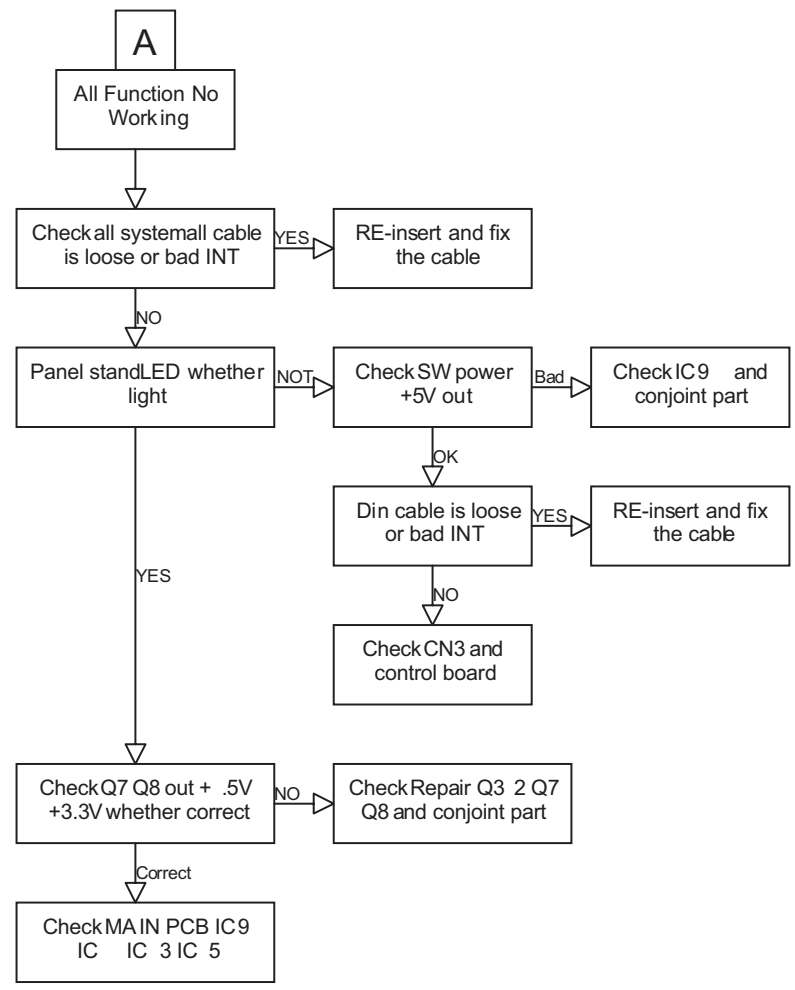 A
All Function No
Working
Check all systemall cable
is loose or bad INT
YES
RE-insert and fix
the cable
NO
Panel standLED whether
light
NOT
Check SW power
+5V out
Bad
Check IC9 and
conjoint part
OK
Din cable is loose
or bad INT
YES
RE-insert and fix
the cable
YES
NO
Check CN3 and
control board
Check Q7 Q8 out + .5V
+3.3V whether correct
NO
Check Repair Q3 2 Q7
Q8 and conjoint part
Correct
Check MAIN PCB IC9
IC IC 3 IC 5